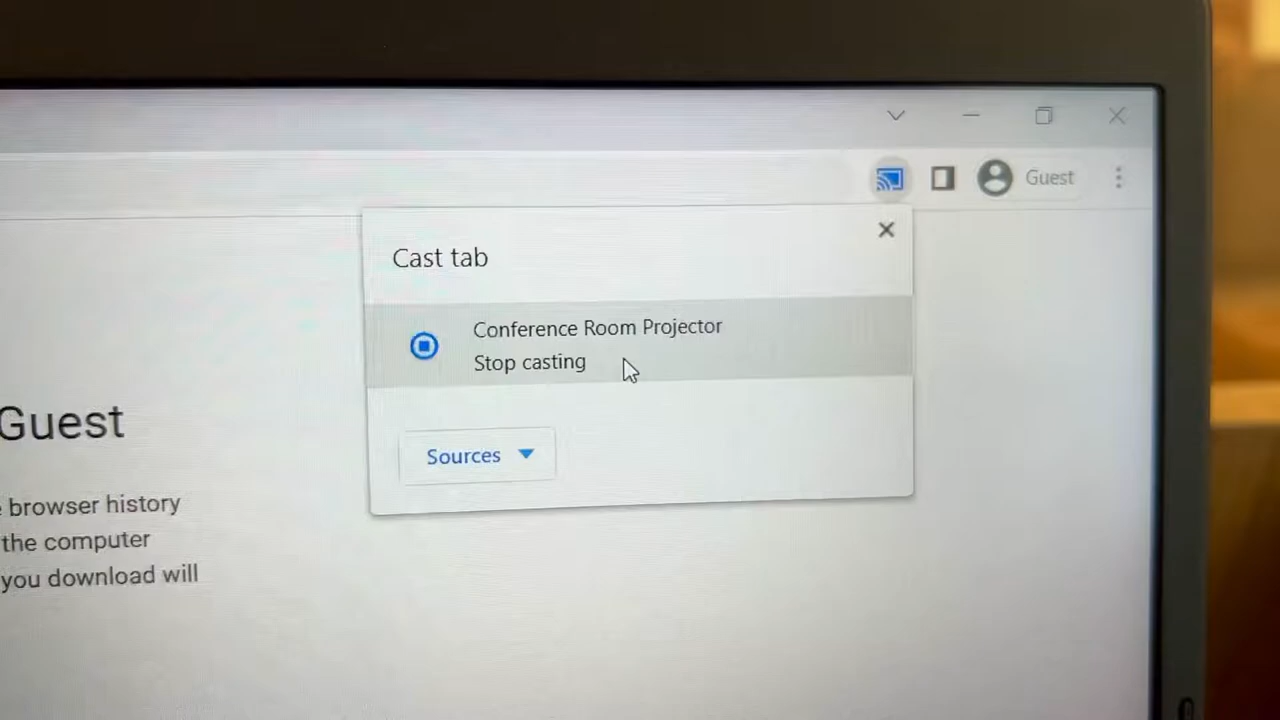 Guest
Cast tab
Conference Room Projector
Stop casting
Guest
Sources
browser history
the computer
you download will